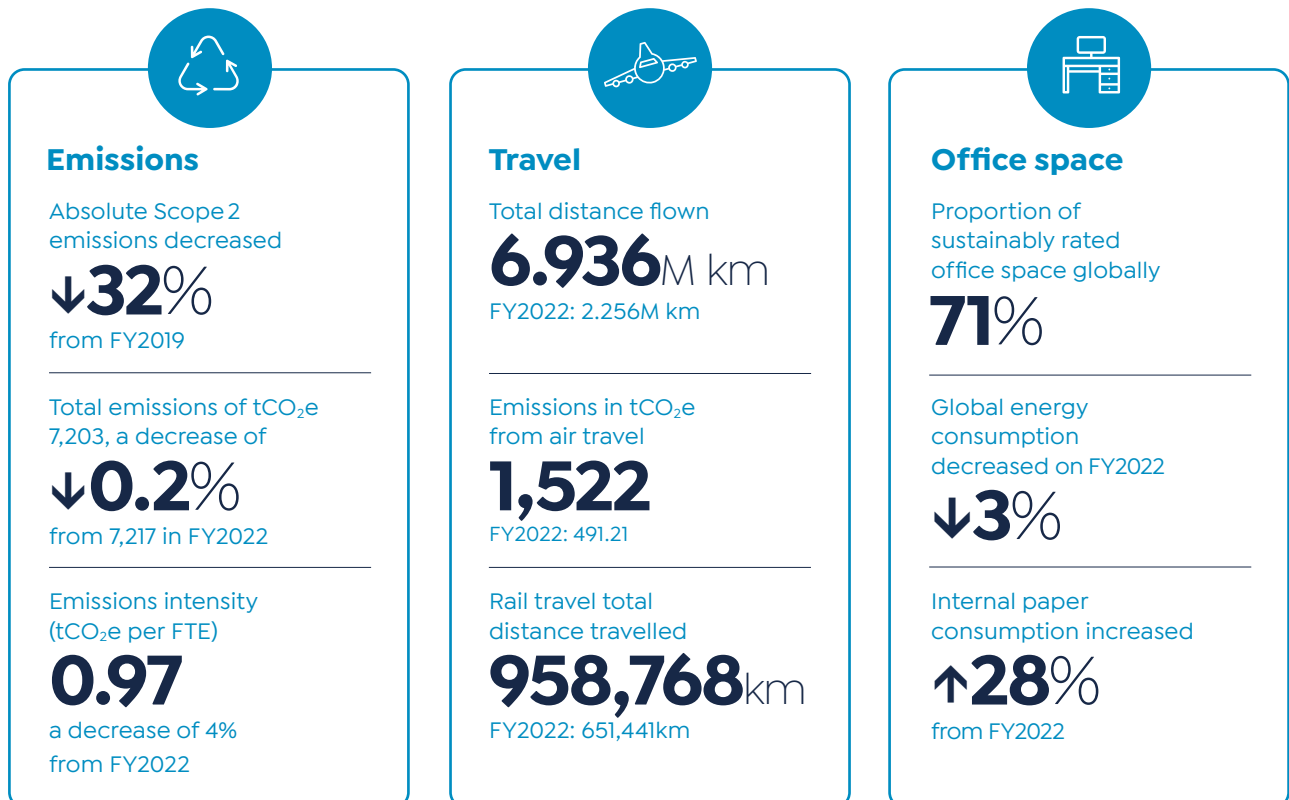 Emissions
Absolute Scope 2
emissions decreased
↓32%
from FY2019
Total emissions of tCO₂e
7,203, a decrease of
↓0.2%
from 7,217 in FY2022
Emissions intensity
(tCO₂e per FTE)
0.97
a decrease of 4%
from FY2022
Travel
Total distance flown
6.936M km
FY2022: 2.256M km
Emissions in tCO₂e
from air travel
1,522
FY2022: 491.21
Rail travel total
distance travelled
958,768km
FY2022: 651,441km
Office space
Proportion of
sustainably rated
office space globally
71%
Global energy
consumption
decreased on FY2022
↓3%
Internal paper
consumption increased
↑28%
from FY2022